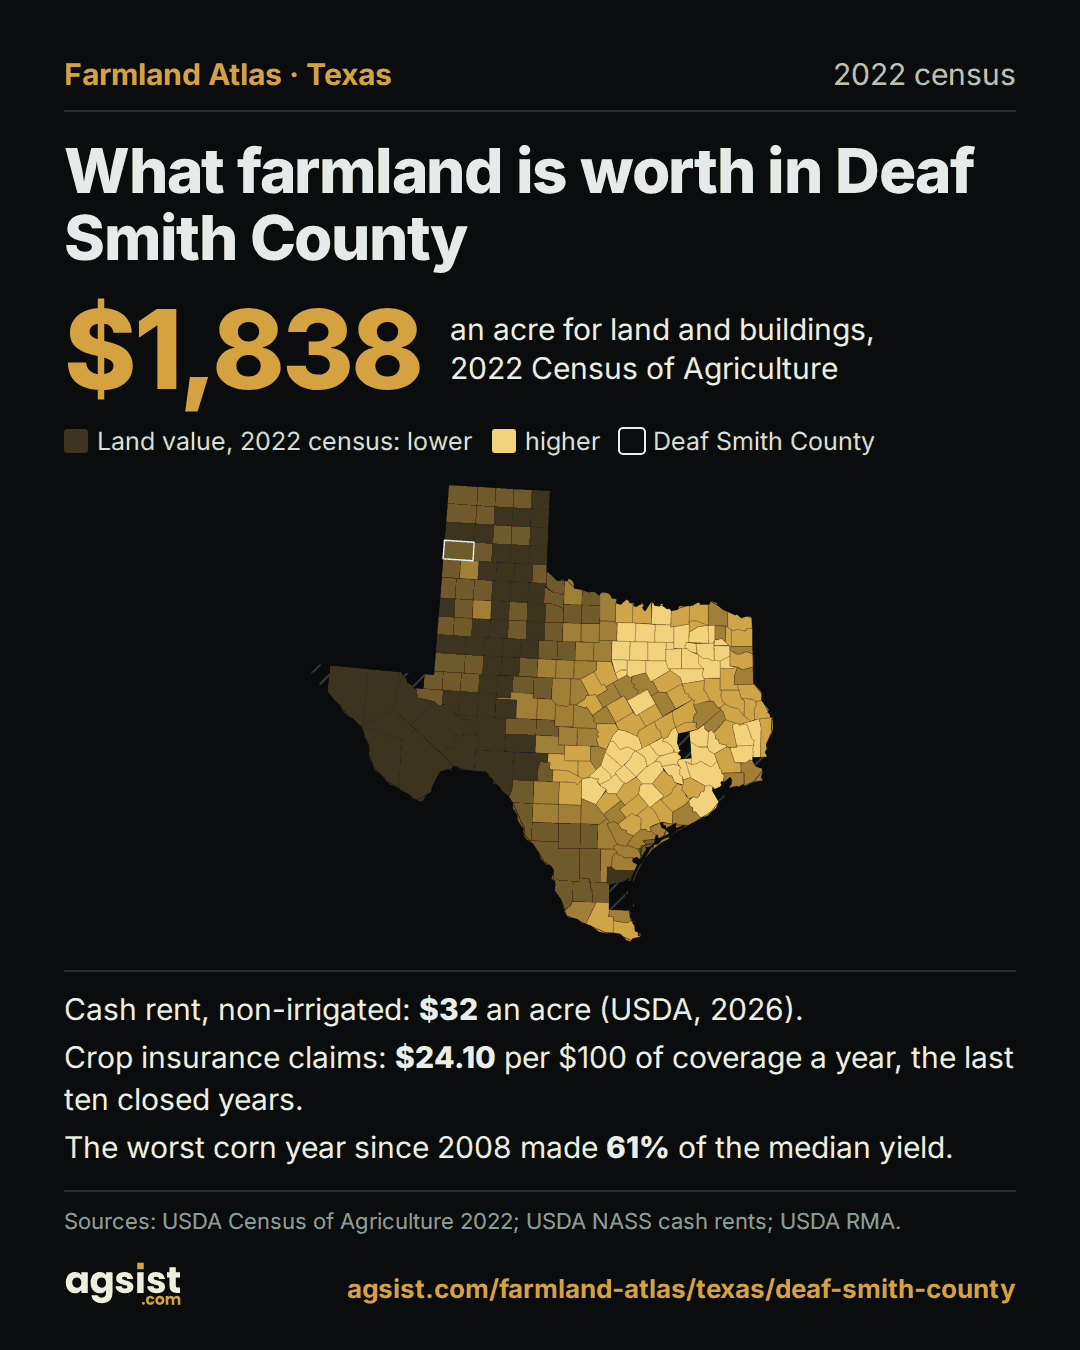 Farmland Atlas · Texas
2022 census
What farmland is worth in Deaf
Smith County
$1,838
an acre for land and buildings,
2022 Census of Agriculture
Land value, 2022 census: lower
higher
Deaf Smith County
Cash rent, non-irrigated: $32 an acre (USDA, 2026).
Crop insurance claims: $24.10 per $100 of coverage a year, the last
ten closed years.
The worst corn year since 2008 made 61% of the median yield.
Sources: USDA Census of Agriculture 2022; USDA NASS cash rents; USDA RMA.
agsist
.com
agsist.com/farmland-atlas/texas/deaf-smith-county